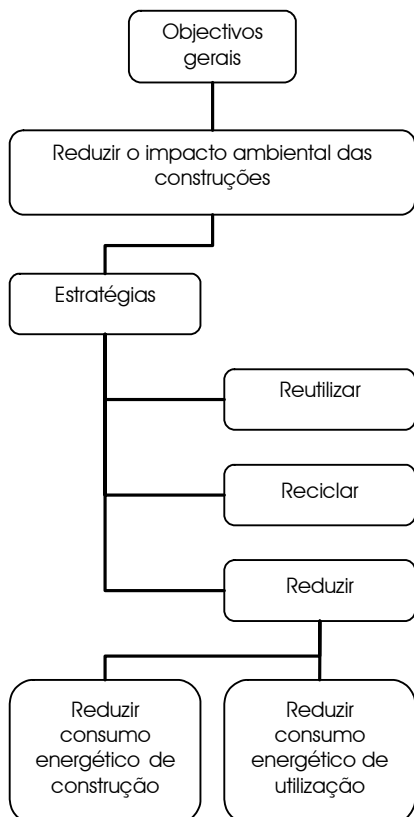 Objectivos
gerais
Reduzir o impacto ambiental das
construções
Estratégias
Reutilizar
Reciclar
Reduzir
Reduzir
consumo
energético de
construção
Reduzir
consumo
energético de
utilização